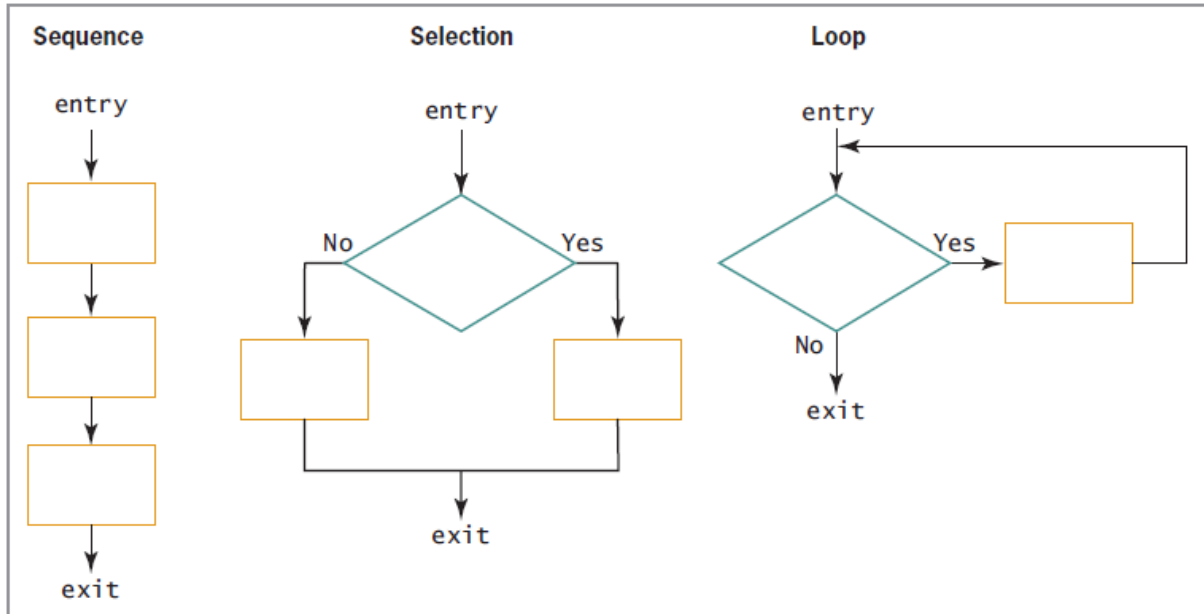 Sequence
entry
exit
Selection
entry
No
Yes
exit
Loop
entry
Yes
No
exit